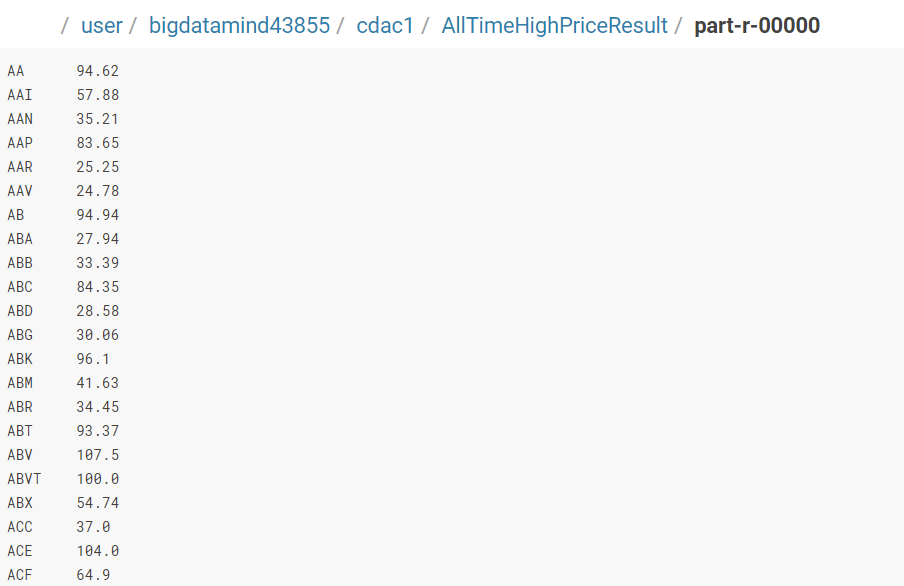 / user / bigdatamind43855 / cdac1 / AllTimeHighPriceResult / part-r-00000
AA 94.62
AAI 57.88
AAN 35.21
AAP 83.65
AAR 25.25
AAV 24.78
AB 94.94
ABA 27.94
ABB 33.39
ABC 84.35
ABD 28.58
ABG 30.06
ABK 96.1
ABM 41.63
ABR 34.45
ABT 93.37
ABV 107.5
ABVT 100.0
ABX 54.74
ACC 37.0
ACE 104.0
ACF 64.9